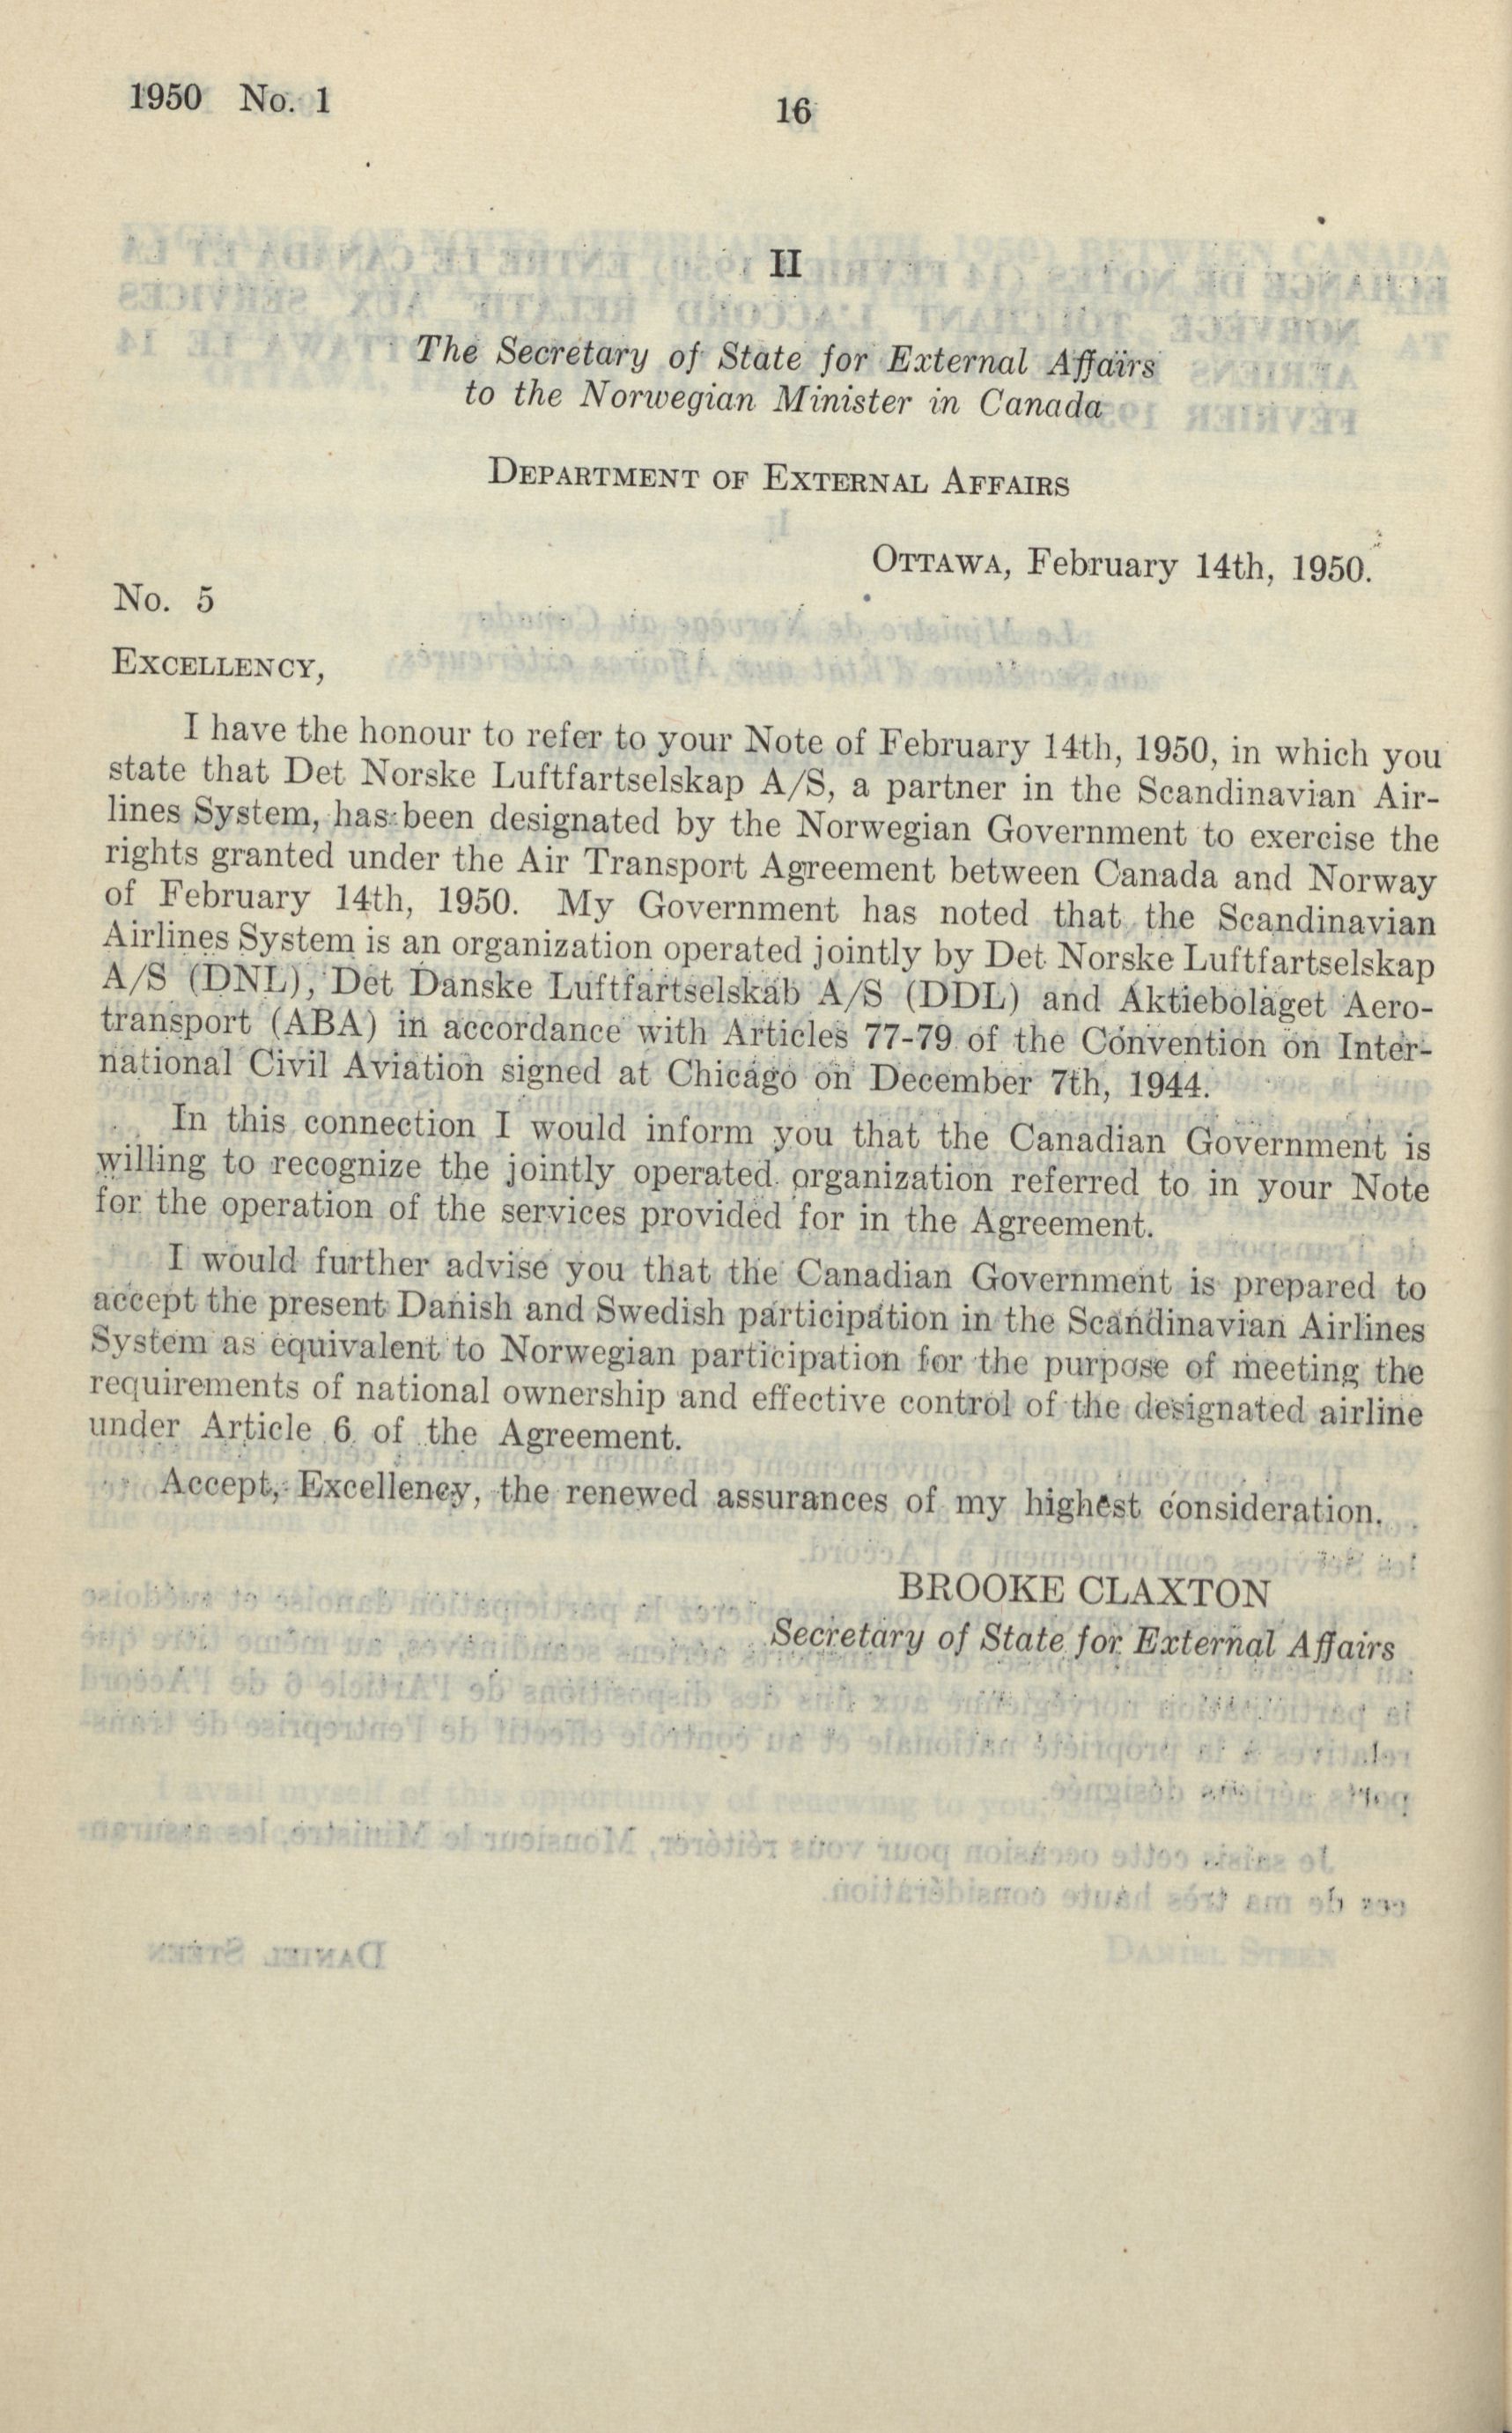 1950 No. 1
16
II
The Secretary of State for External Affairs
to the Norwegian Minister in Canada
DEPARTMENT OF EXTERNAL AFFAIRS
OTTAWA, February 14th, 1950.
No. 5
EXCELLENCY,
I have the honour to refer to your Note of February 14th, 1950, in which you
state that Det Norske Luftfartselskap A/S, a partner in the Scandinavian Air-
lines System, has been designated by the Norwegian Government to exercise the
rights granted under the Air Transport Agreement between Canada and Norway
of February 14th, 1950. My Government has noted that the Scandinavian
Airlines System is an organization operated jointly by Det Norske Luftfartselskap
A/S (DNL), Det Danske Luftfartselskab A/S (DDL) and Aktiebolaget Aero-
transport (ABA) in accordance with Articles 77-79 of the Convention on Inter-
national Civil Aviation signed at Chicago on December 7th, 1944.
In this connection I would inform you that the Canadian Government is
willing to recognize the jointly operated organization referred to in your Note
for the operation of the services provided for in the Agreement.
I would further advise you that the Canadian Government is prepared to
accept the present Danish and Swedish participation in the Scandinavian Airlines
System as equivalent to Norwegian participation for the purpose of meeting the
requirements of national ownership and effective control of the designated airline
under Article 6 of the Agreement.
Accept, Excellency, the renewed assurances of my highest consideration.
BROOKE CLAXTON
Secretary of State for External Affairs